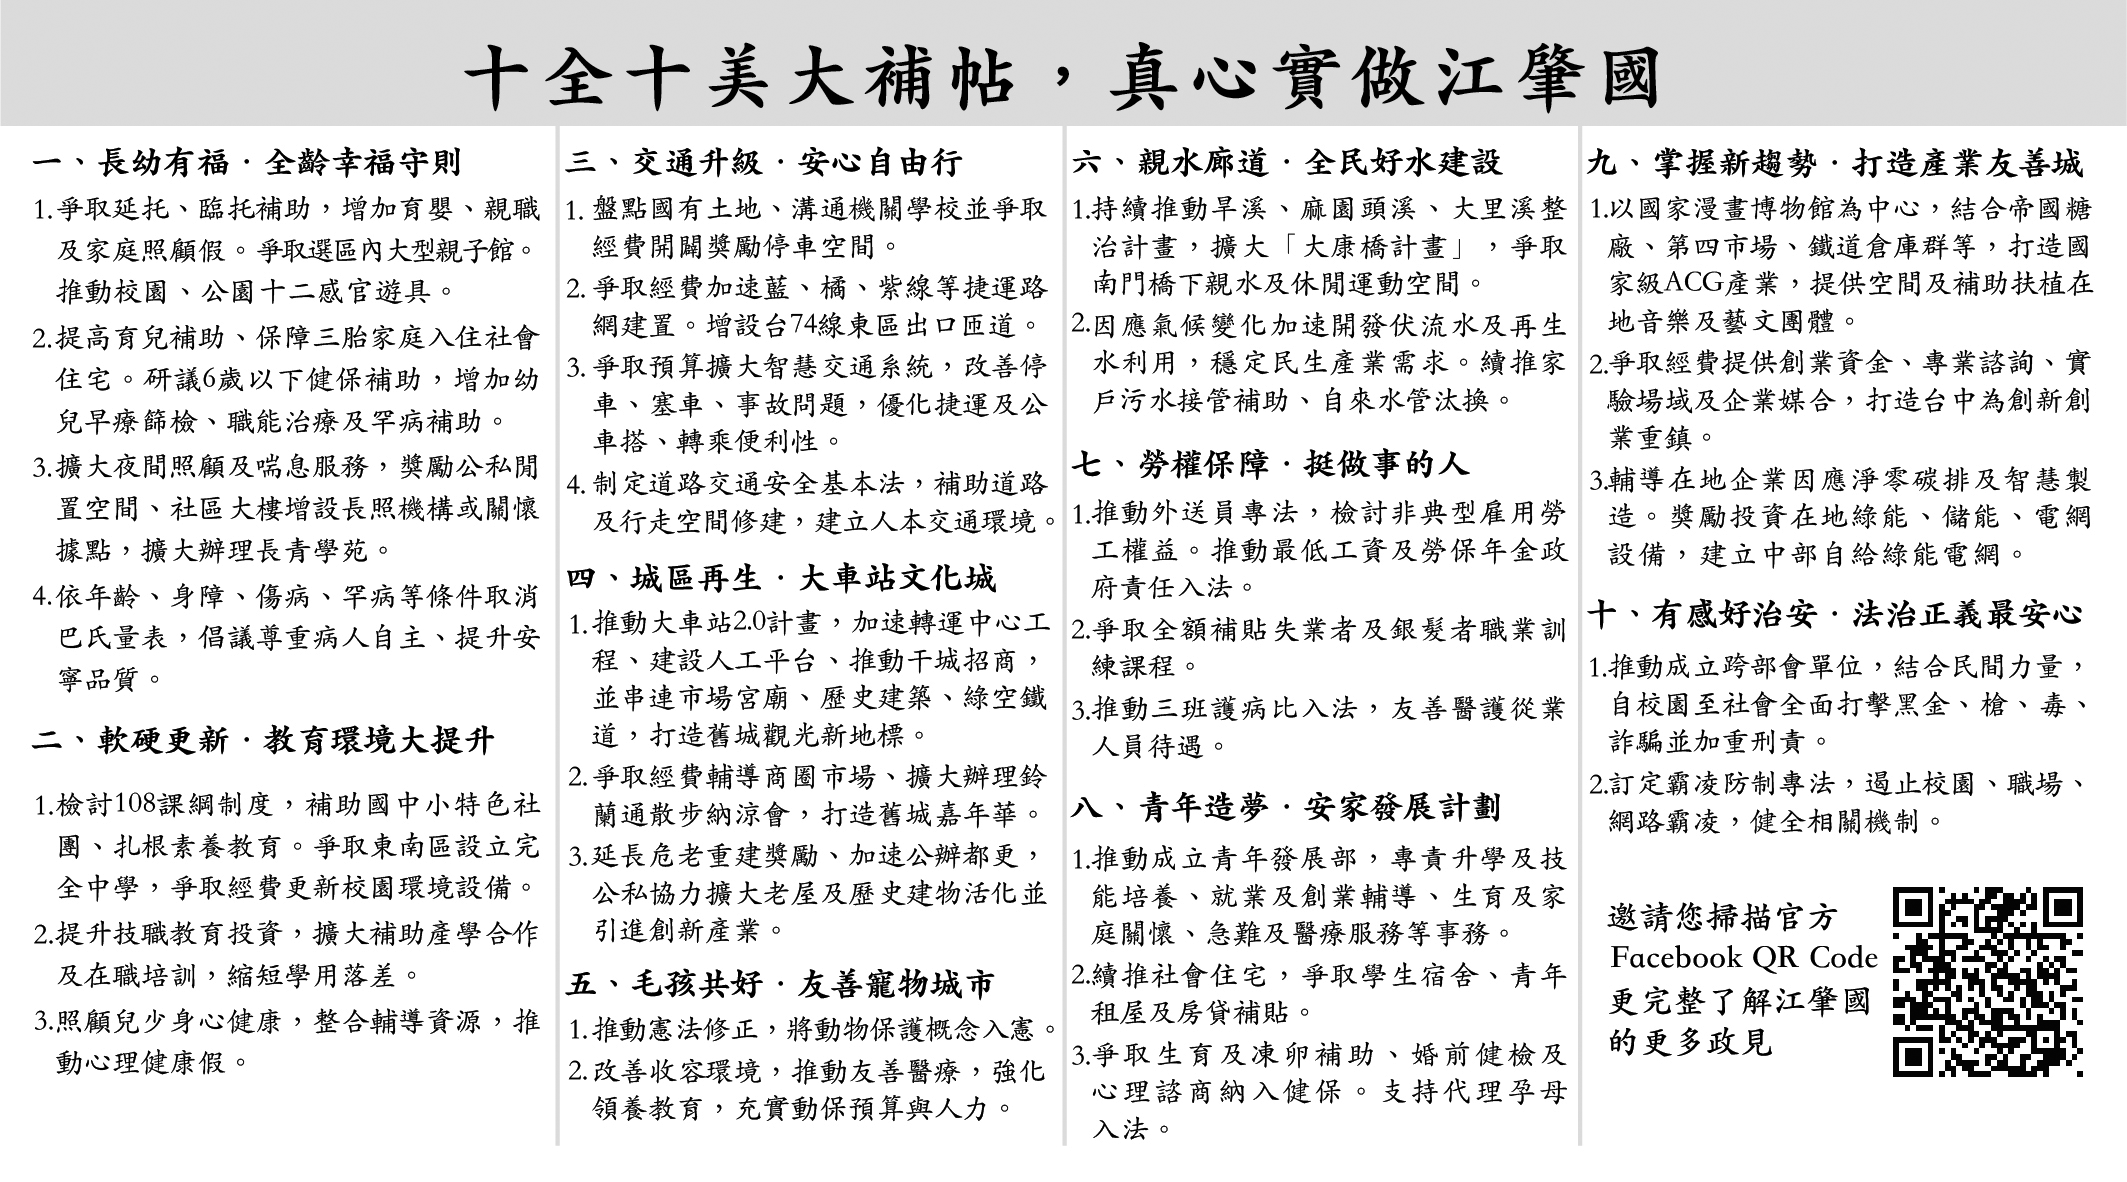 十全十美大補帖，真心實做江肇國
一、長幼有福．全齡幸福守則
1.爭取延托、臨托補助，增加育嬰、親職
及家庭照顧假。爭取選區內大型親子館。
推動校園、公園十二感官遊具。
2.提高育兒補助、保障三胎家庭入住社會
住宅。研議6歲以下健保補助，增加幼
兒早療篩檢、職能治療及罕病補助。
3.擴大夜間照顧及喘息服務，獎勵公私閒
置空間、社區大樓增設長照機構或關懷
據點，擴大辦理長青學苑。
4.依年齡、身障、傷病、罕病等條件取消
巴氏量表，倡議尊重病人自主、提升安
寧品質。
二、軟硬更新．教育環境大提升
1.檢討108課綱制度，補助國中小特色社
團、扎根素養教育。爭取東南區設立完
全中學，爭取經費更新校園環境設備。
2.提升技職教育投資，擴大補助產學合作
及在職培訓，縮短學用落差。
3.照顧兒少身心健康，整合輔導資源，推
動心理健康假。
三、交通升級．安心自由行
1. 盤點國有土地、溝通機關學校並爭取
經費開闢獎勵停車空間。
2. 爭取經費加速藍、橘、紫線等捷運路
網建置。增設台74線東區出口匝道。
3. 爭取預算擴大智慧交通系統，改善停
車、塞車、事故問題，優化捷運及公
車搭、轉乘便利性。
4. 制定道路交通安全基本法，補助道路
及行走空間修建，建立人本交通環境。
四、城區再生．大車站文化城
1.推動大車站2.0計畫，加速轉運中心工
程、建設人工平台、推動干城招商，
並串連市場宮廟、歷史建築、綠空鐵
道，打造舊城觀光新地標。
2.爭取經費輔導商圈市場、擴大辦理鈴
蘭通散步納涼會，打造舊城嘉年華。
3.延長危老重建獎勵、加速公辦都更，
公私協力擴大老屋及歷史建物活化並
引進創新產業。
五、毛孩共好．友善寵物城市
1.推動憲法修正，將動物保護概念入憲。
2.改善收容環境，推動友善醫療，強化
領養教育，充實動保預算與人力。
六、親水廊道．全民好水建設
1.持續推動旱溪、麻園頭溪、大里溪整
治計畫，擴大「大康橋計畫」，爭取
南門橋下親水及休閒運動空間。
2.因應氣候變化加速開發伏流水及再生
水利用，穩定民生產業需求。續推家
戶污水接管補助、自來水管汰換。
七、勞權保障．挺做事的人
1.推動外送員專法，檢討非典型雇用勞
工權益。推動最低工資及勞保年金政
府責任入法。
2.爭取全額補貼失業者及銀髮者職業訓
練課程。
3.推動三班護病比入法，友善醫護從業
人員待遇。
八、青年造夢．安家發展計劃
1.推動成立青年發展部，專責升學及技
能培養、就業及創業輔導、生育及家
庭關懷、急難及醫療服務等事務。
2.續推社會住宅，爭取學生宿舍、青年
租屋及房貸補貼。
3.爭取生育及凍卵補助、婚前健檢及
心理諮商納入健保。支持代理孕母
入法。
九、掌握新趨勢．打造產業友善城
1.以國家漫畫博物館為中心，結合帝國糖
廠、第四市場、鐵道倉庫群等，打造國
家級ACG產業，提供空間及補助扶植在
地音樂及藝文團體。
2.爭取經費提供創業資金、專業諮詢、實
驗場域及企業媒合，打造台中為創新創
業重鎮。
3.輔導在地企業因應淨零碳排及智慧製
造。獎勵投資在地綠能、儲能、電網
設備，建立中部自給綠能電網。
十、有感好治安．法治正義最安心
1.推動成立跨部會單位，結合民間力量，
自校園至社會全面打擊黑金、槍、毒、
詐騙並加重刑責。
2.訂定霸凌防制專法，遏止校園、職場、
網路霸凌，健全相關機制。
邀請您掃描官方
Facebook QR Code
更完整了解江肇國
的更多政見